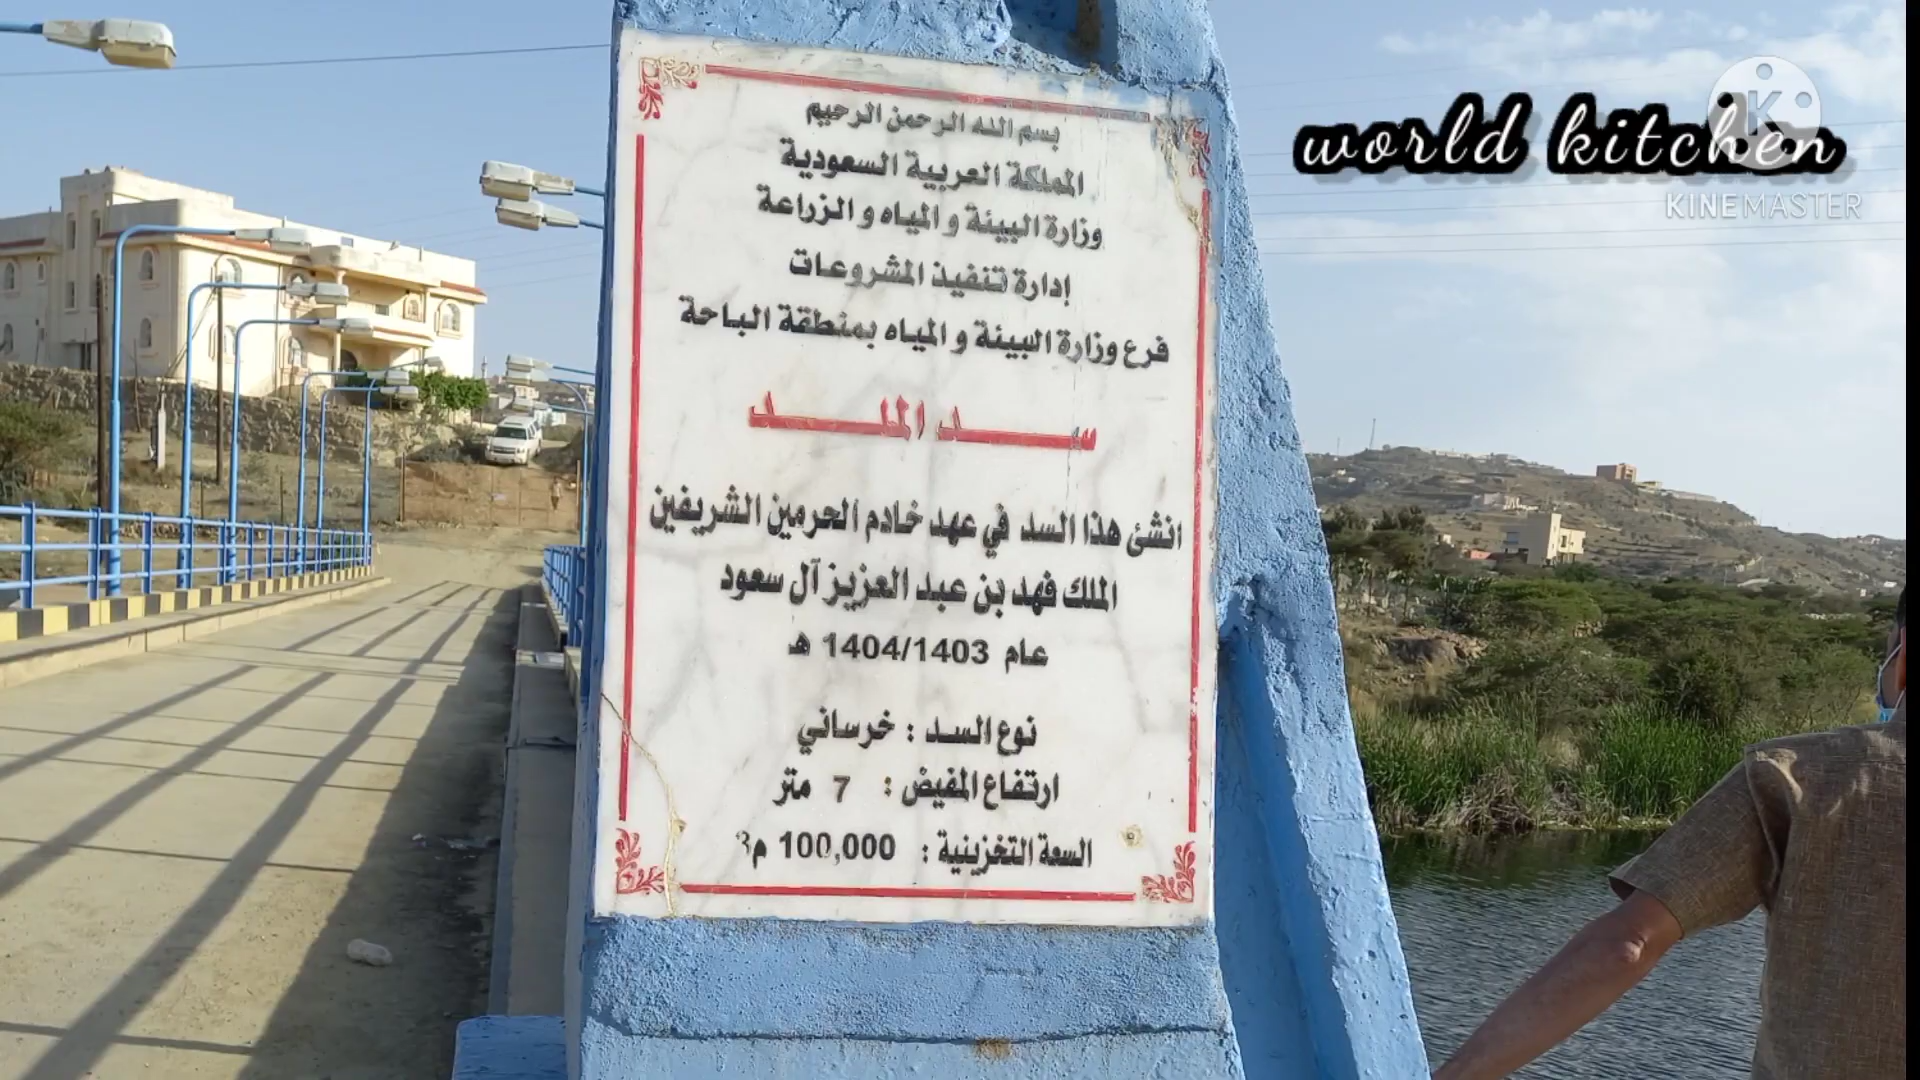 بسم الله الرحمن الرحيم
المملكة العربية السعودية
وزارة البيئة و المياه و الزراعة
إدارة تنفيذ المشروعات
فرع وزارة البيئة و المياه بمنطقة الباحة
ســـد الملـــد
انشئ هذا السد في عهد خادم الحرمين الشريفين
الملك فهد بن عبد العزيز آل سعود
عام 1404/1403 هـ
نوع السد : خرساني
ارتفاع المفيض : 7 متر
السعة التخزينية : 100,000 م3
world kitchen
KINEMASTER